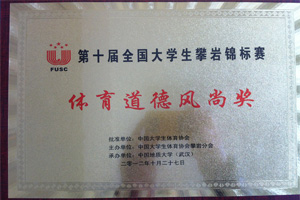 FUSC
第十届全国大学生攀岩锦标赛
体育道德风尚奖
批准单位：中国大学生体育协会
主办单位：中国大学生体育协会攀岩分会
承办单位：中国地质大学（武汉）
二零一二年十月二十七日